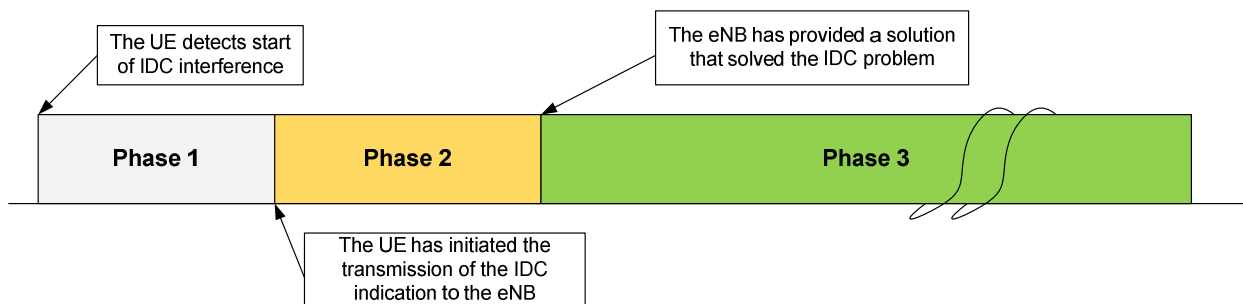 The UE detects start
of IDC interference
The eNB has provided a solution
that solved the IDC problem
Phase 1
Phase 2
Phase 3
The UE has initiated the
transmission of the IDC
indication to the eNB